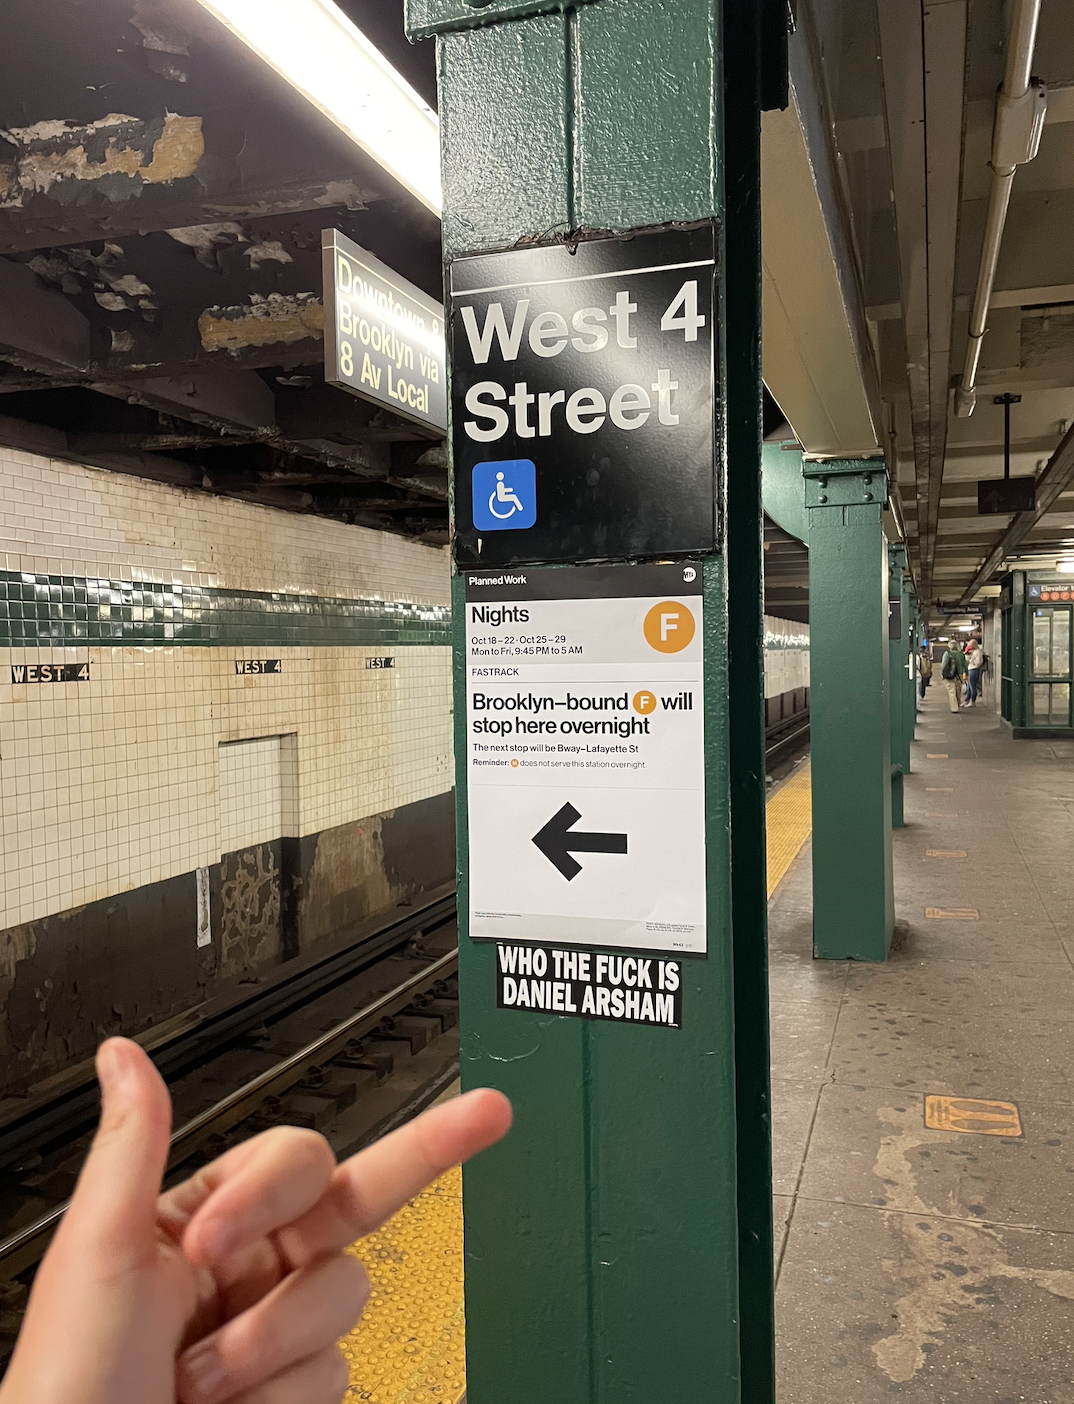 Downtown &
Brooklyn via
8 Av Local
West 4
Street
Planned Work
MTA
Nights
F
Oct 18–22 · Oct 25–29
Mon to Fri, 9:45 PM to 5 AM
FASTRACK
Brooklyn–bound F will
stop here overnight
The next stop will be Bway–Lafayette St
Reminder: M does not serve this station overnight.
WHO THE FUCK IS
DANIEL ARSHAM
WEST 4
WEST 4
WEST 4
Elevator